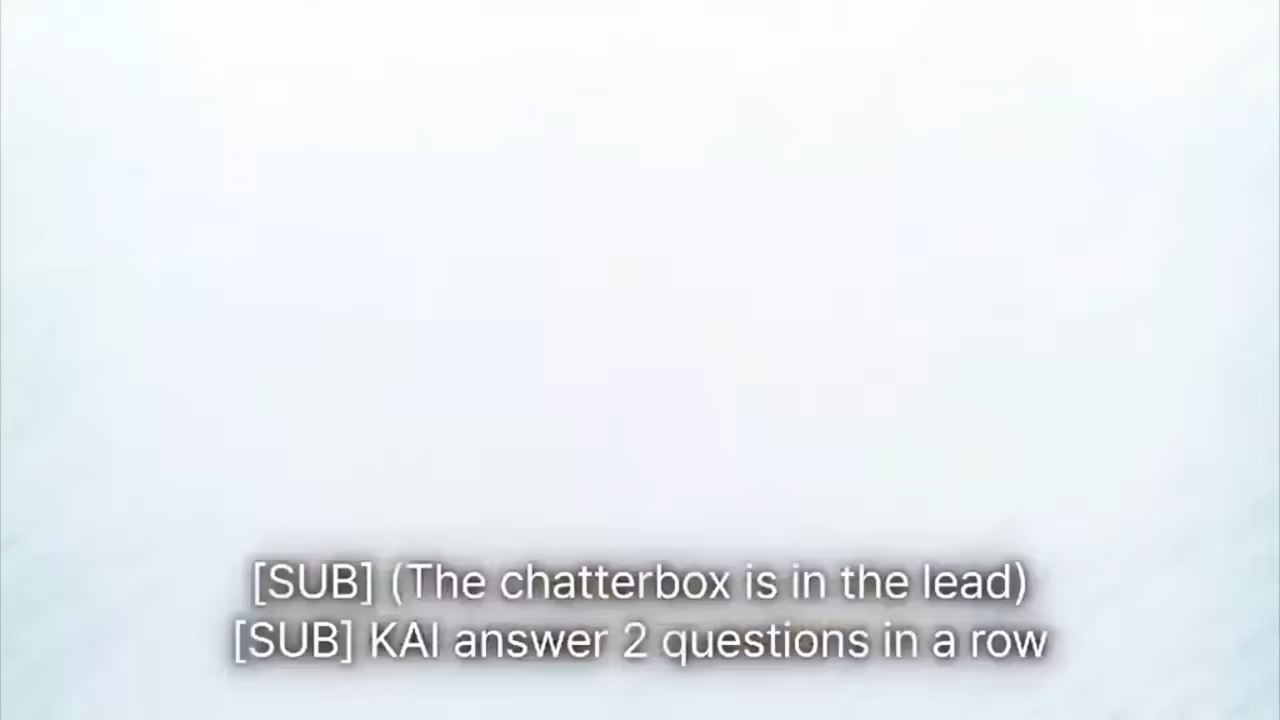 [SUB] (The chatterbox is in the lead)
[SUB] KAI answer 2 questions in a row